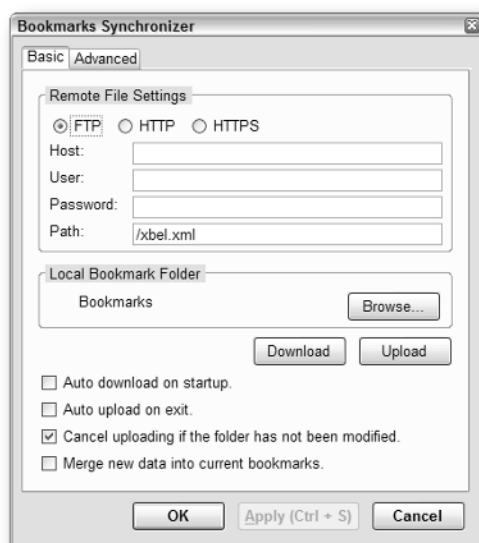 Bookmarks Synchronizer
Basic Advanced
Remote File Settings
FTP HTTP HTTPS
Host:
User:
Password:
Path: /xbel.xml
Local Bookmark Folder
Bookmarks Browse...
Download Upload
Auto download on startup.
Auto upload on exit.
Cancel uploading if the folder has not been modified.
Merge new data into current bookmarks.
OK Apply (Ctrl + S) Cancel